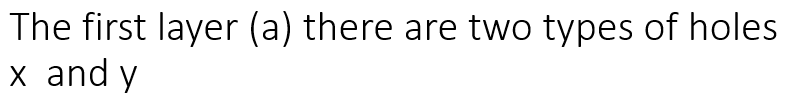 The first layer (a) there are two types of holes
x  and y